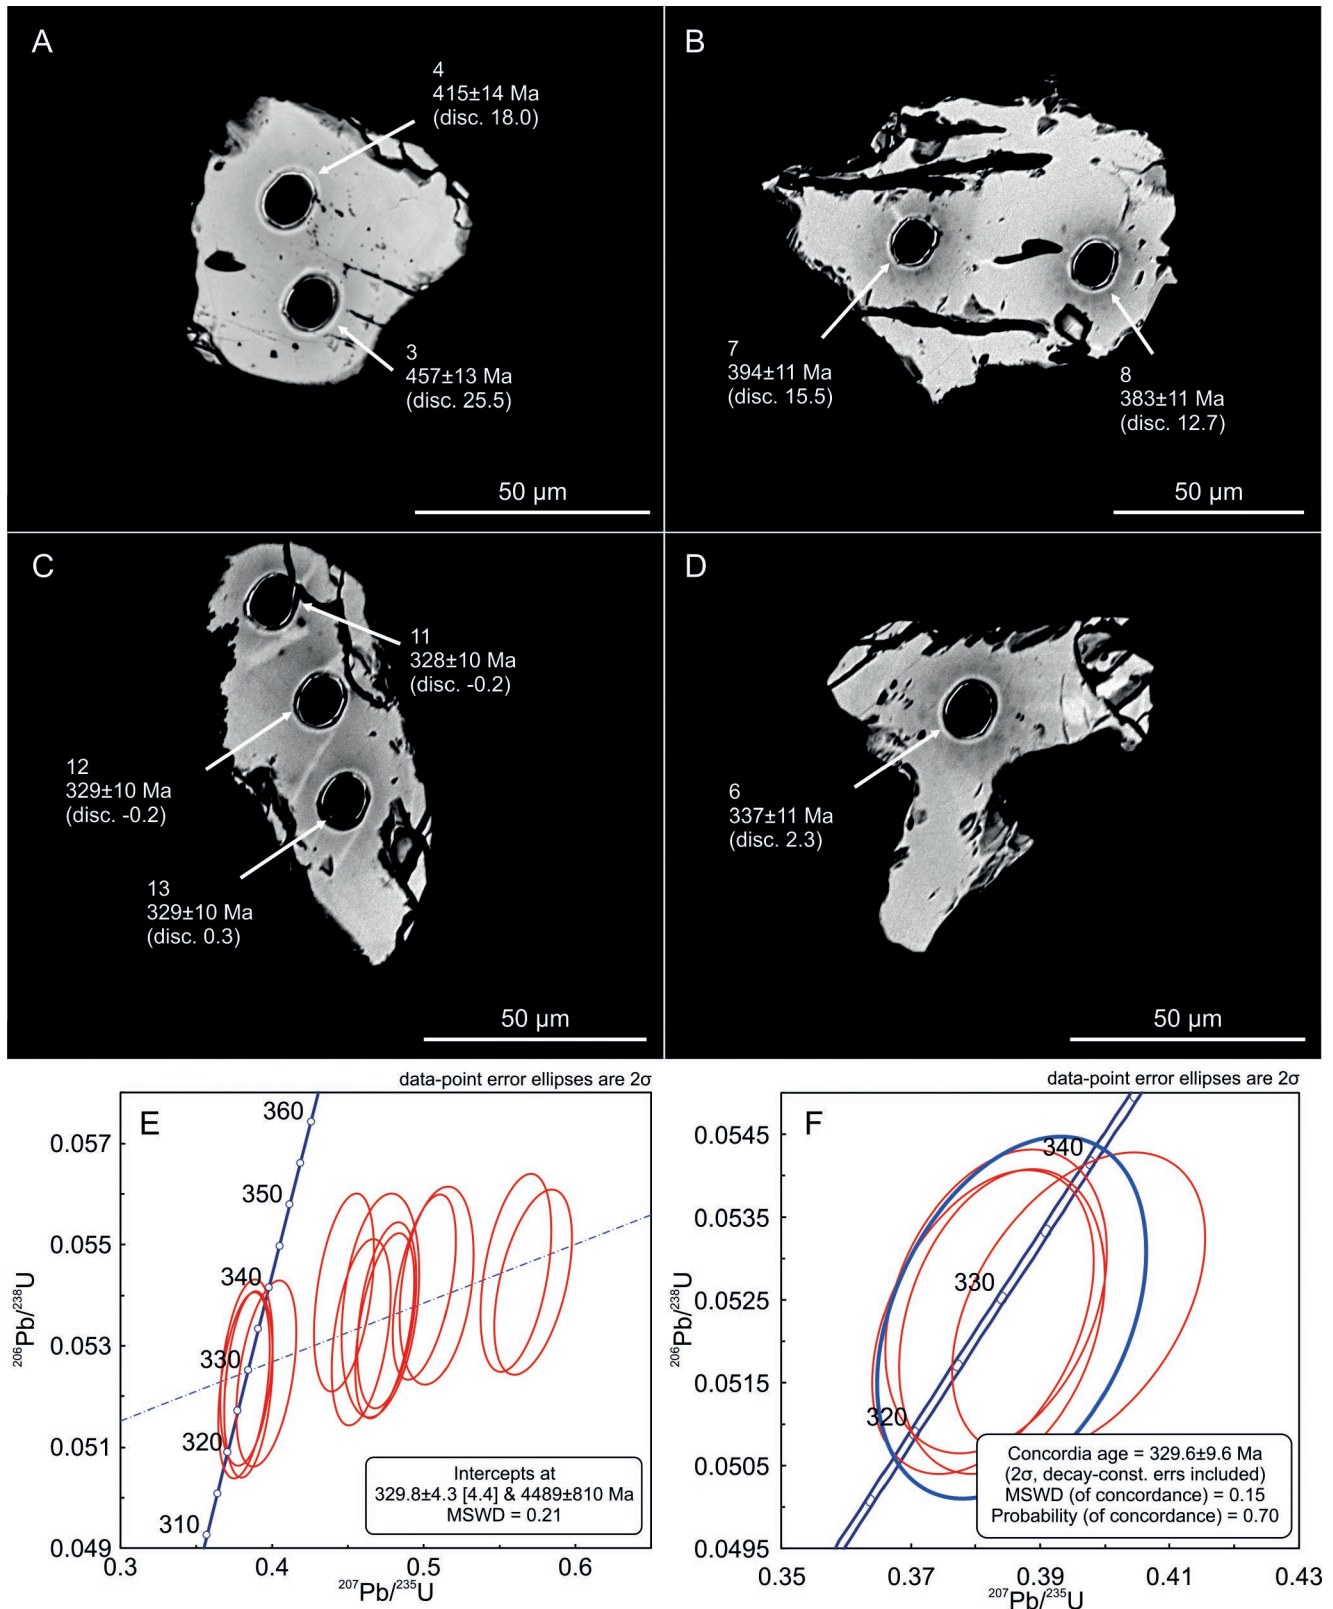 A
4
415±14 Ma
(disc. 18.0)
3
457±13 Ma
(disc. 25.5)
50 µm
B
7
394±11 Ma
(disc. 15.5)
8
383±11 Ma
(disc. 12.7)
50 µm
C
11
328±10 Ma
(disc. -0.2)
12
329±10 Ma
(disc. -0.2)
13
329±10 Ma
(disc. 0.3)
50 µm
D
6
337±11 Ma
(disc. 2.3)
50 µm
data-point error ellipses are 2σ
E
360
350
340
330
320
310
0.057
0.055
0.053
0.051
0.049
²⁰⁶Pb/²³⁸U
Intercepts at
329.8±4.3 [4.4] & 4489±810 Ma
MSWD = 0.21
0.3
0.4
0.5
0.6
²⁰⁷Pb/²³⁵U
data-point error ellipses are 2σ
F
340
330
320
0.0545
0.0535
0.0525
0.0515
0.0505
0.0495
²⁰⁶Pb/²³⁸U
Concordia age = 329.6±9.6 Ma
(2σ, decay-const. errs included)
MSWD (of concordance) = 0.15
Probability (of concordance) = 0.70
0.35
0.37
0.39
0.41
0.43
²⁰⁷Pb/²³⁵U